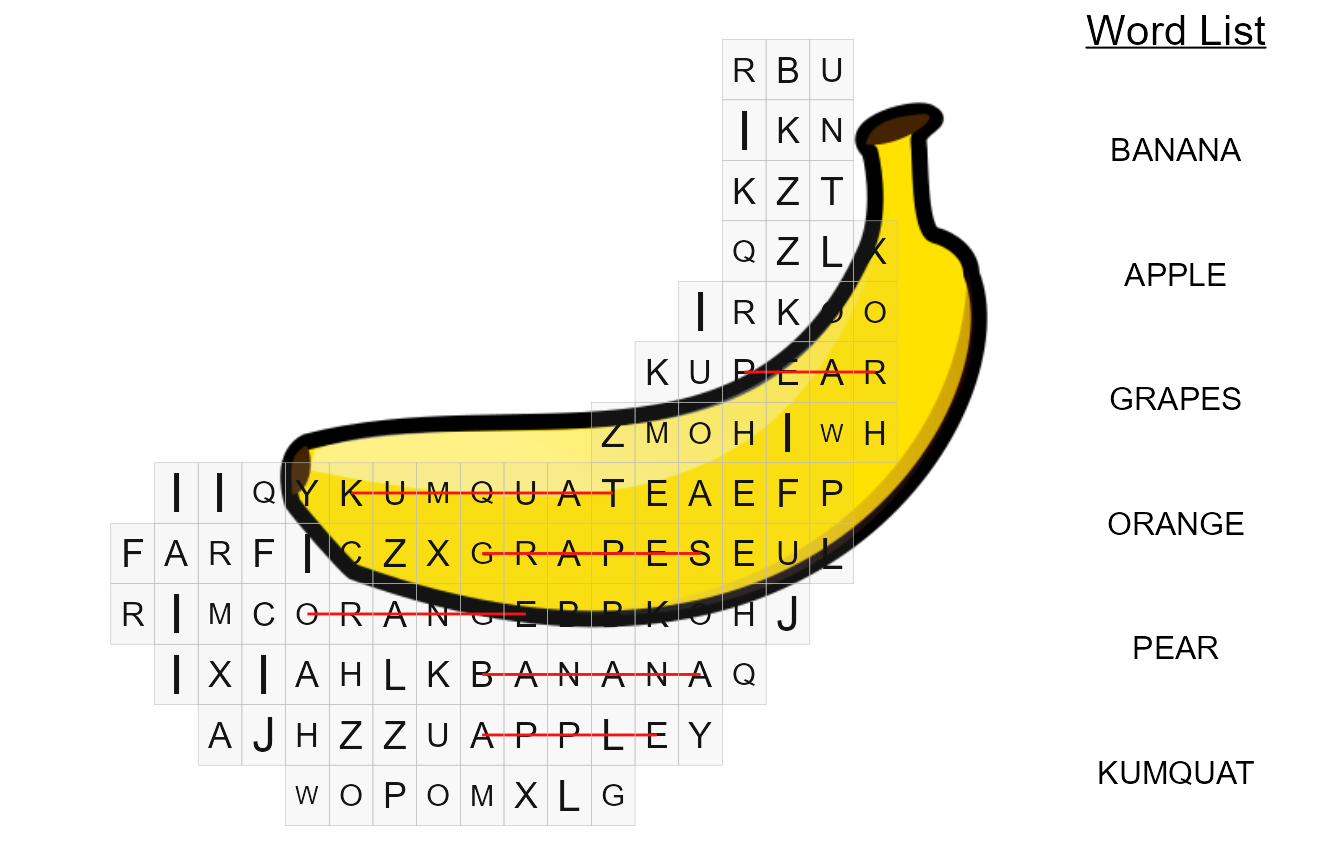 Word List
BANANA
APPLE
GRAPES
ORANGE
PEAR
KUMQUAT
R B U
I K N
K Z T
Q Z L X
I R K O O
K U P E A R
Z M O H I W H
I I Q Y K U M Q U A T E A E F P
F A R F I C Z X G R A P E S E U L
R I M C O R A N G E P K O H J
I X I A H L K B A N A N A Q
A J H Z Z U A P P L E Y
W O P O M X L G